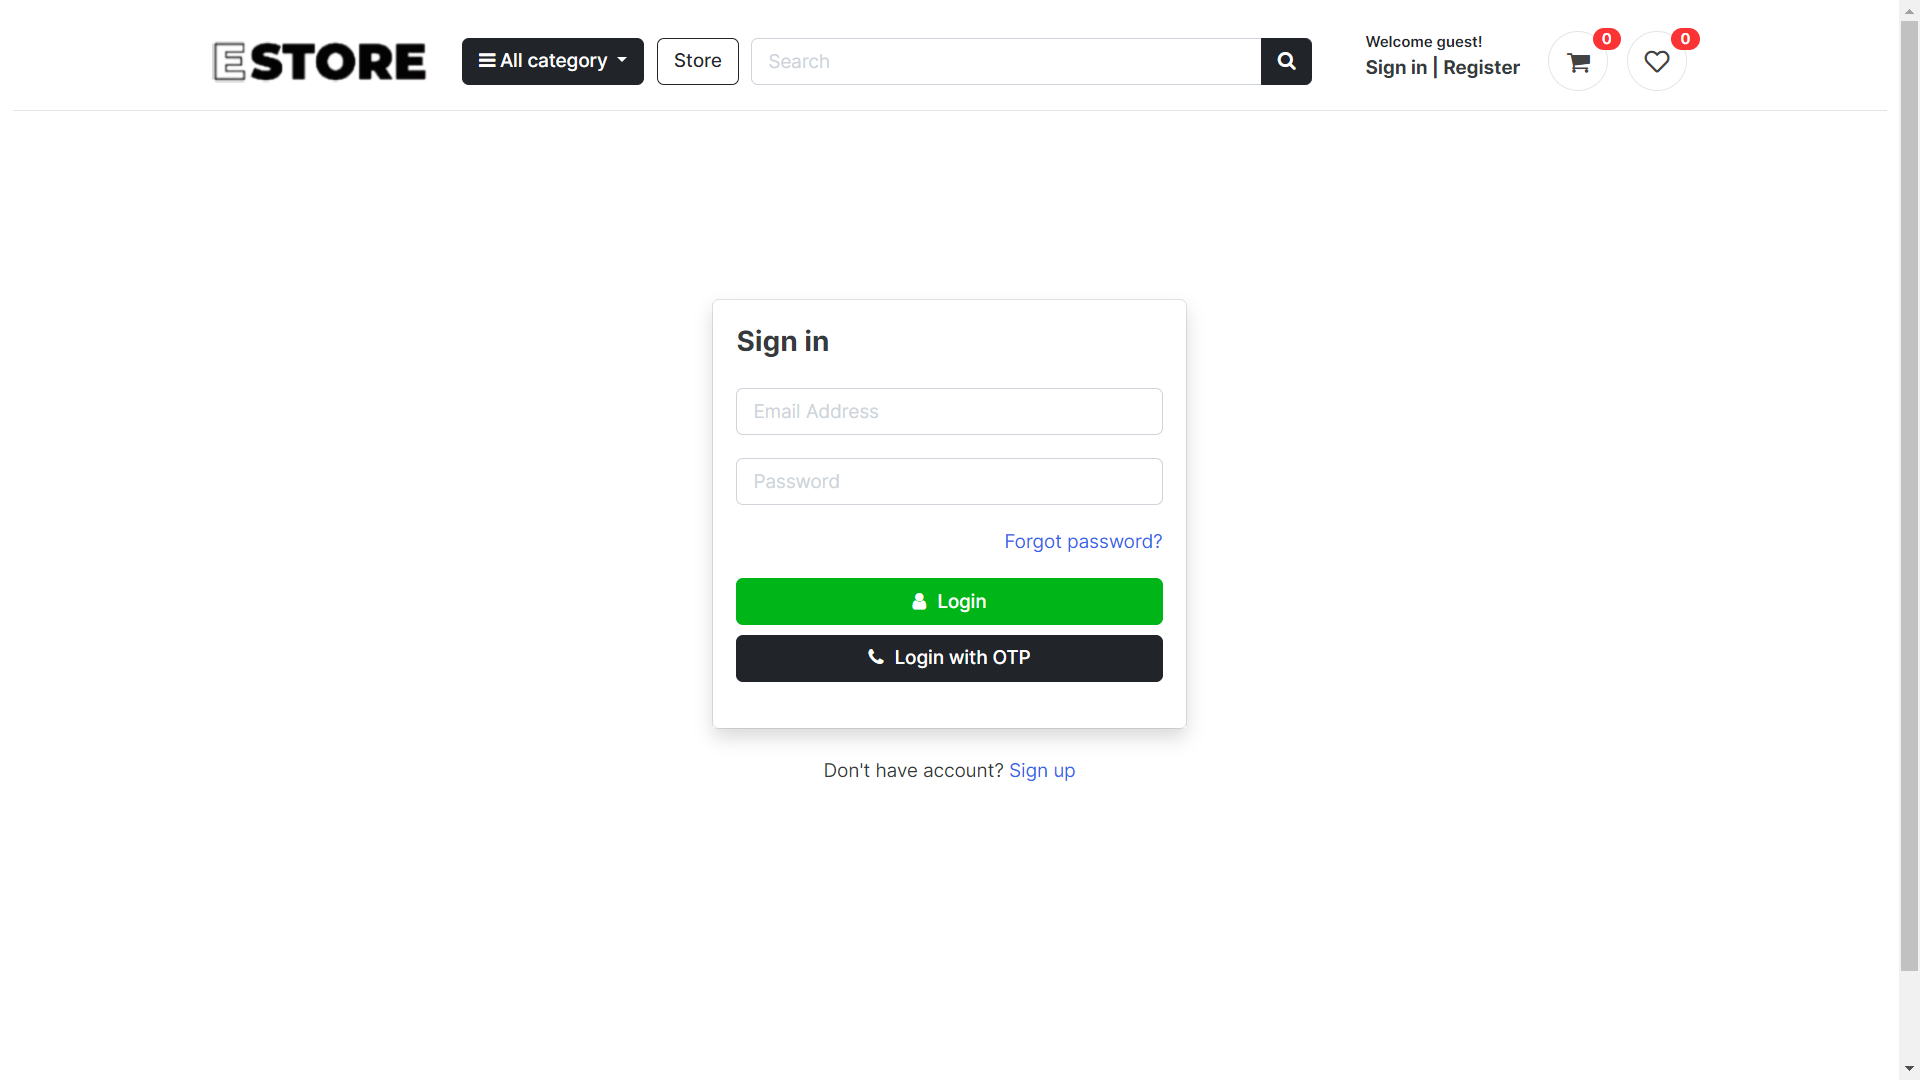 ESTORE
All category
Store
Search
Welcome guest!
Sign in | Register
0
0
Sign in
Email Address
Password
Forgot password?
Login
Login with OTP
Don't have account? Sign up